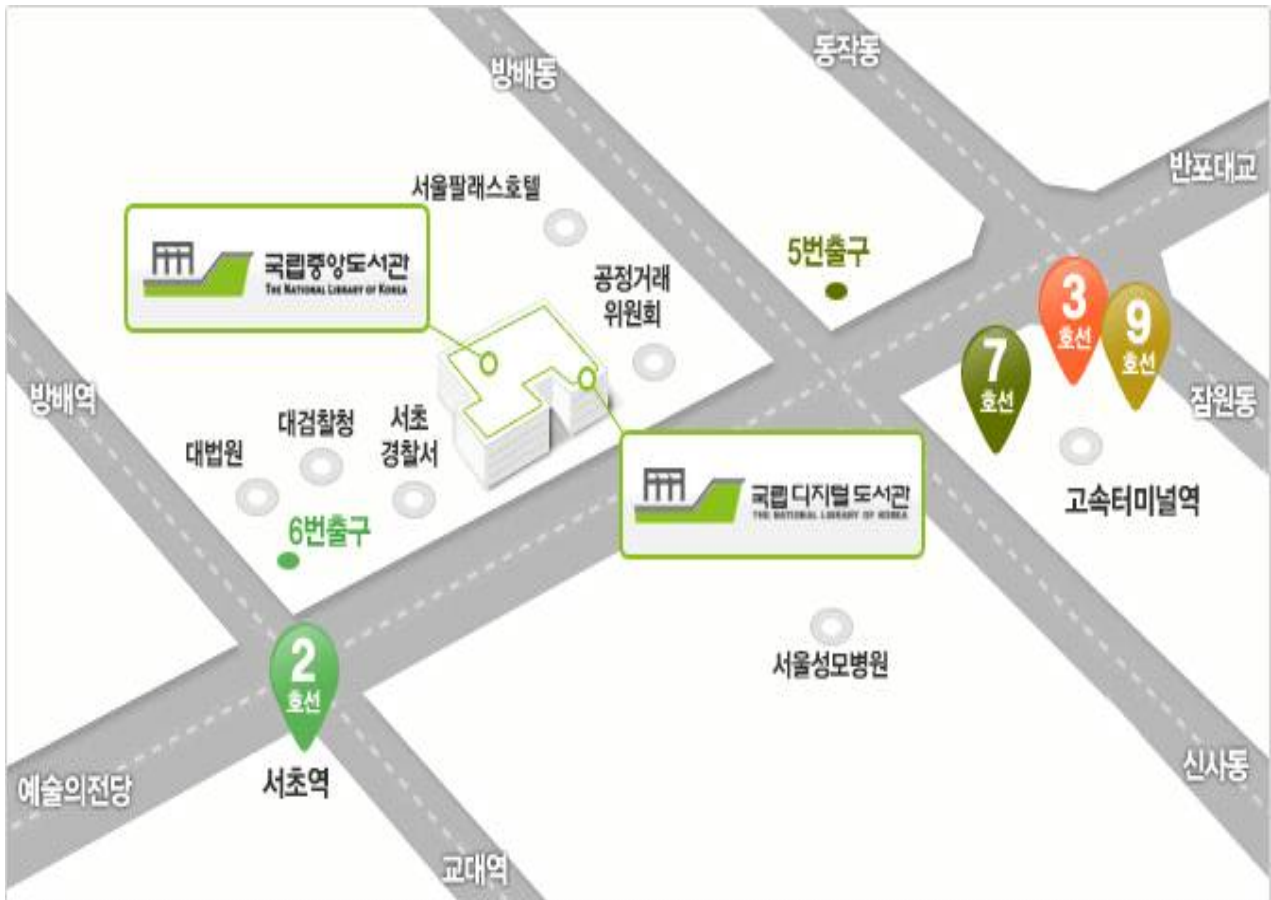 방배동
동작동
반포대교
서울팔래스호텔
국립중앙도서관
THE NATIONAL LIBRARY OF KOREA
5번출구
공정거래
위원회
3
호선
9
호선
7
호선
방배역
잠원동
대검찰청
서초
경찰서
대법원
고속터미널역
국립디지털도서관
THE NATIONAL LIBRARY OF KOREA
6번출구
2
호선
서울성모병원
서초역
신사동
예술의전당
교대역